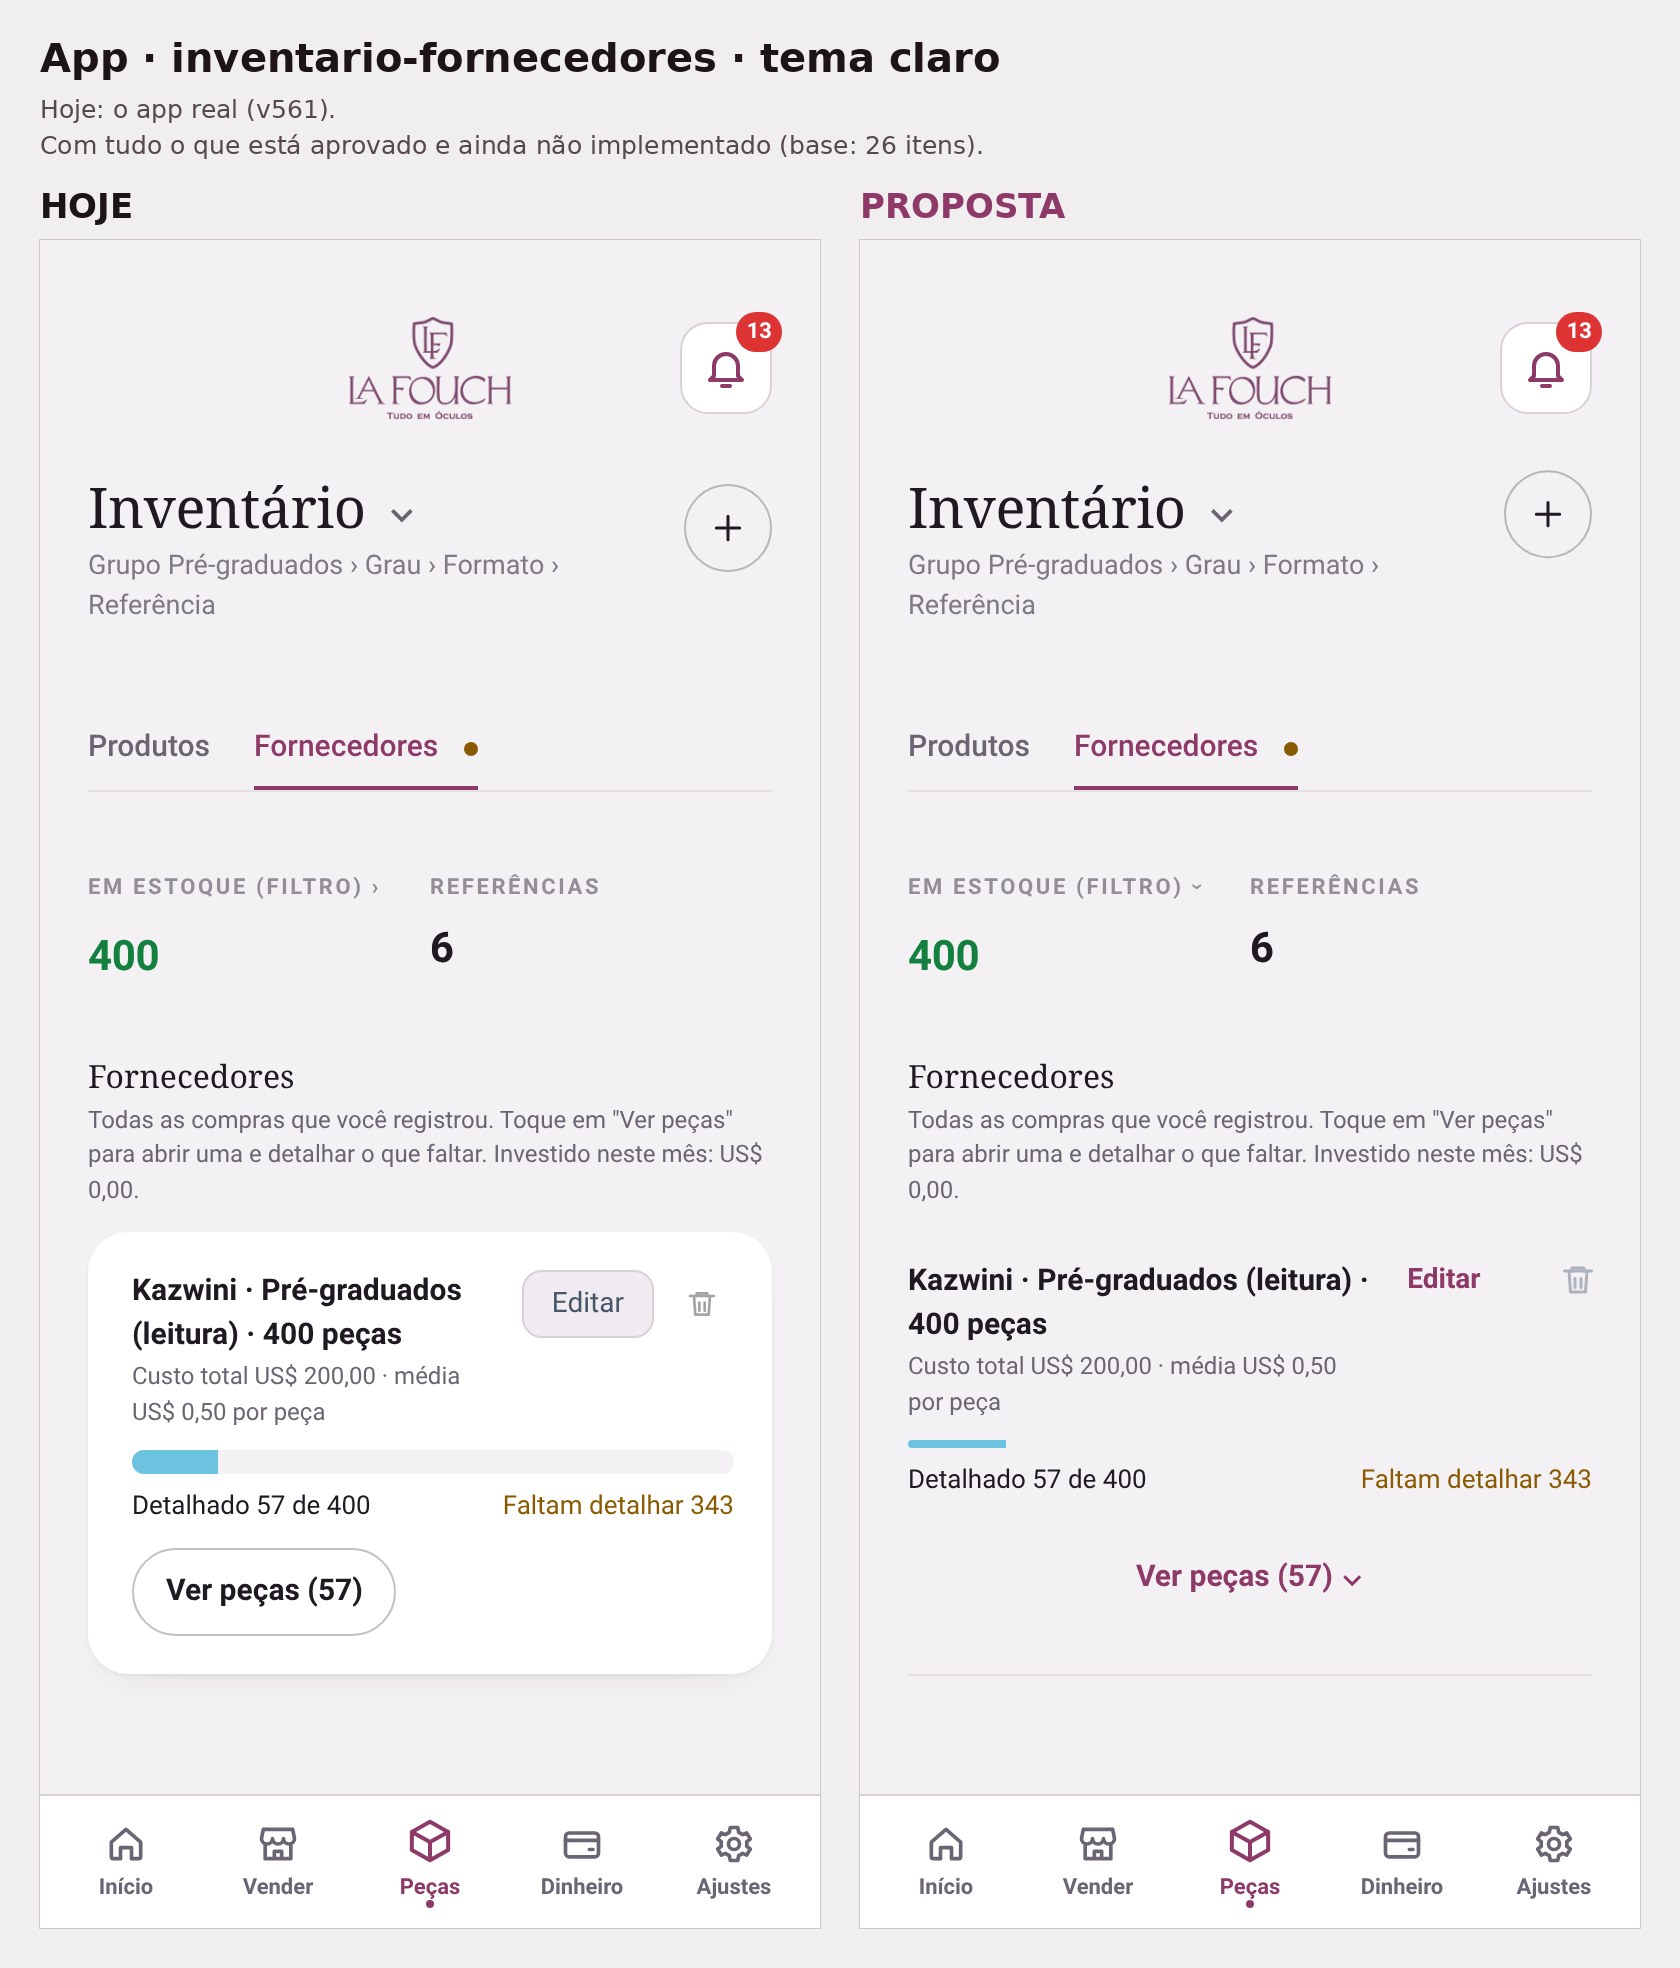 App · inventario-fornecedores · tema claro
Hoje: o app real (v561).
Com tudo o que está aprovado e ainda não implementado (base: 26 itens).
HOJE
LF
LA FOUCH
TUDO EM ÓCULOS
13
Inventário
Grupo Pré-graduados › Grau › Formato ›
Referência
Produtos Fornecedores
EM ESTOQUE (FILTRO) › REFERÊNCIAS
400 6
Fornecedores
Todas as compras que você registrou. Toque em "Ver peças"
para abrir uma e detalhar o que faltar. Investido neste mês: US$
0,00.
Kazwini · Pré-graduados
(leitura) · 400 peças
Editar
Custo total US$ 200,00 · média
US$ 0,50 por peça
Detalhado 57 de 400 Faltam detalhar 343
Ver peças (57)
Início Vender Peças Dinheiro Ajustes
PROPOSTA
LF
LA FOUCH
TUDO EM ÓCULOS
13
Inventário
Grupo Pré-graduados › Grau › Formato ›
Referência
Produtos Fornecedores
EM ESTOQUE (FILTRO) REFERÊNCIAS
400 6
Fornecedores
Todas as compras que você registrou. Toque em "Ver peças"
para abrir uma e detalhar o que faltar. Investido neste mês: US$
0,00.
Kazwini · Pré-graduados (leitura) ·
400 peças
Editar
Custo total US$ 200,00 · média US$ 0,50
por peça
Detalhado 57 de 400 Faltam detalhar 343
Ver peças (57)
Início Vender Peças Dinheiro Ajustes